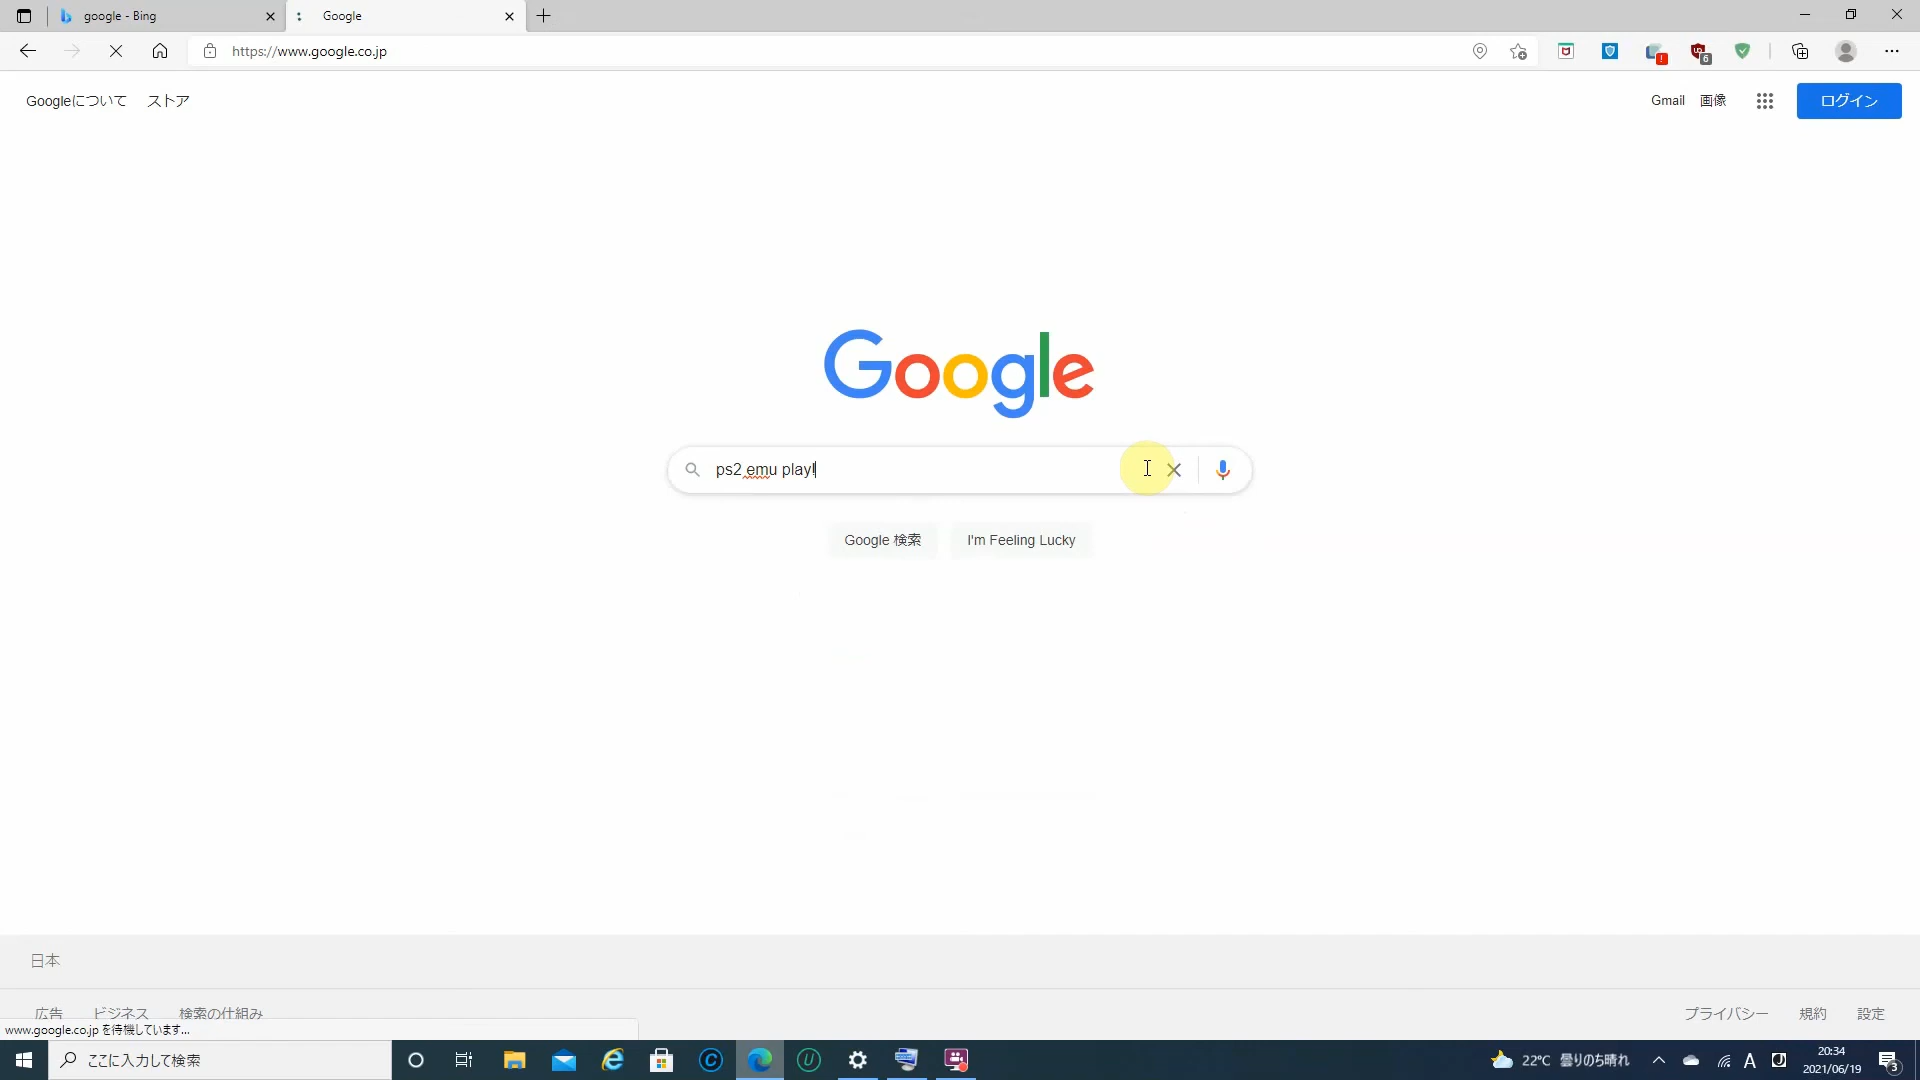 google - Bing
Google
https://www.google.co.jp
6
Googleについて ストア
Gmail 画像 ログイン
Google
ps2 emu play!
Google 検索 I'm Feeling Lucky
日本
広告 ビジネス 検索の仕組み
プライバシー 規約 設定
www.google.co.jp を待機しています...
ここに入力して検索
22°C 曇りのち晴れ
A
20:34
2021/06/19
3